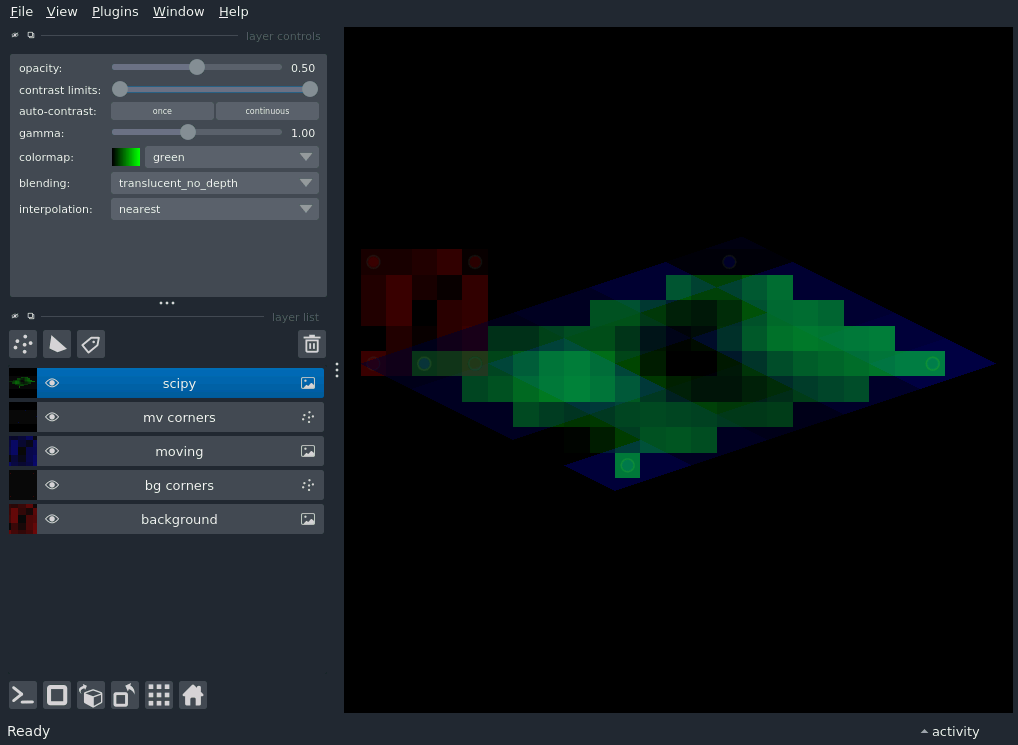 File View Plugins Window Help
layer controls
opacity: 0.50
contrast limits:
auto-contrast: once continuous
gamma: 1.00
colormap: green
blending: translucent_no_depth
interpolation: nearest
layer list
scipy
mv corners
moving
bg corners
background
Ready activity